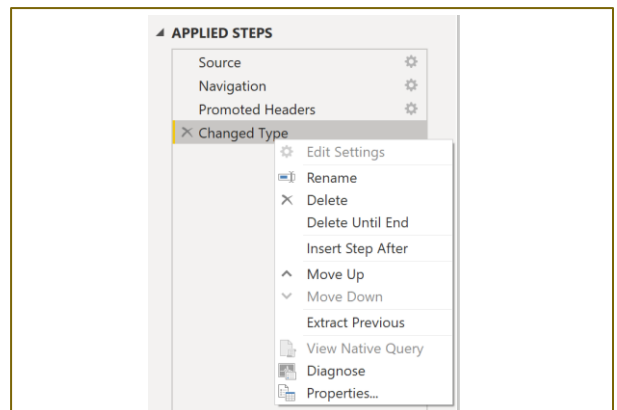 APPLIED STEPS
Source
Navigation
Promoted Headers
Changed Type
Edit Settings
Rename
Delete
Delete Until End
Insert Step After
Move Up
Move Down
Extract Previous
View Native Query
Diagnose
Properties...